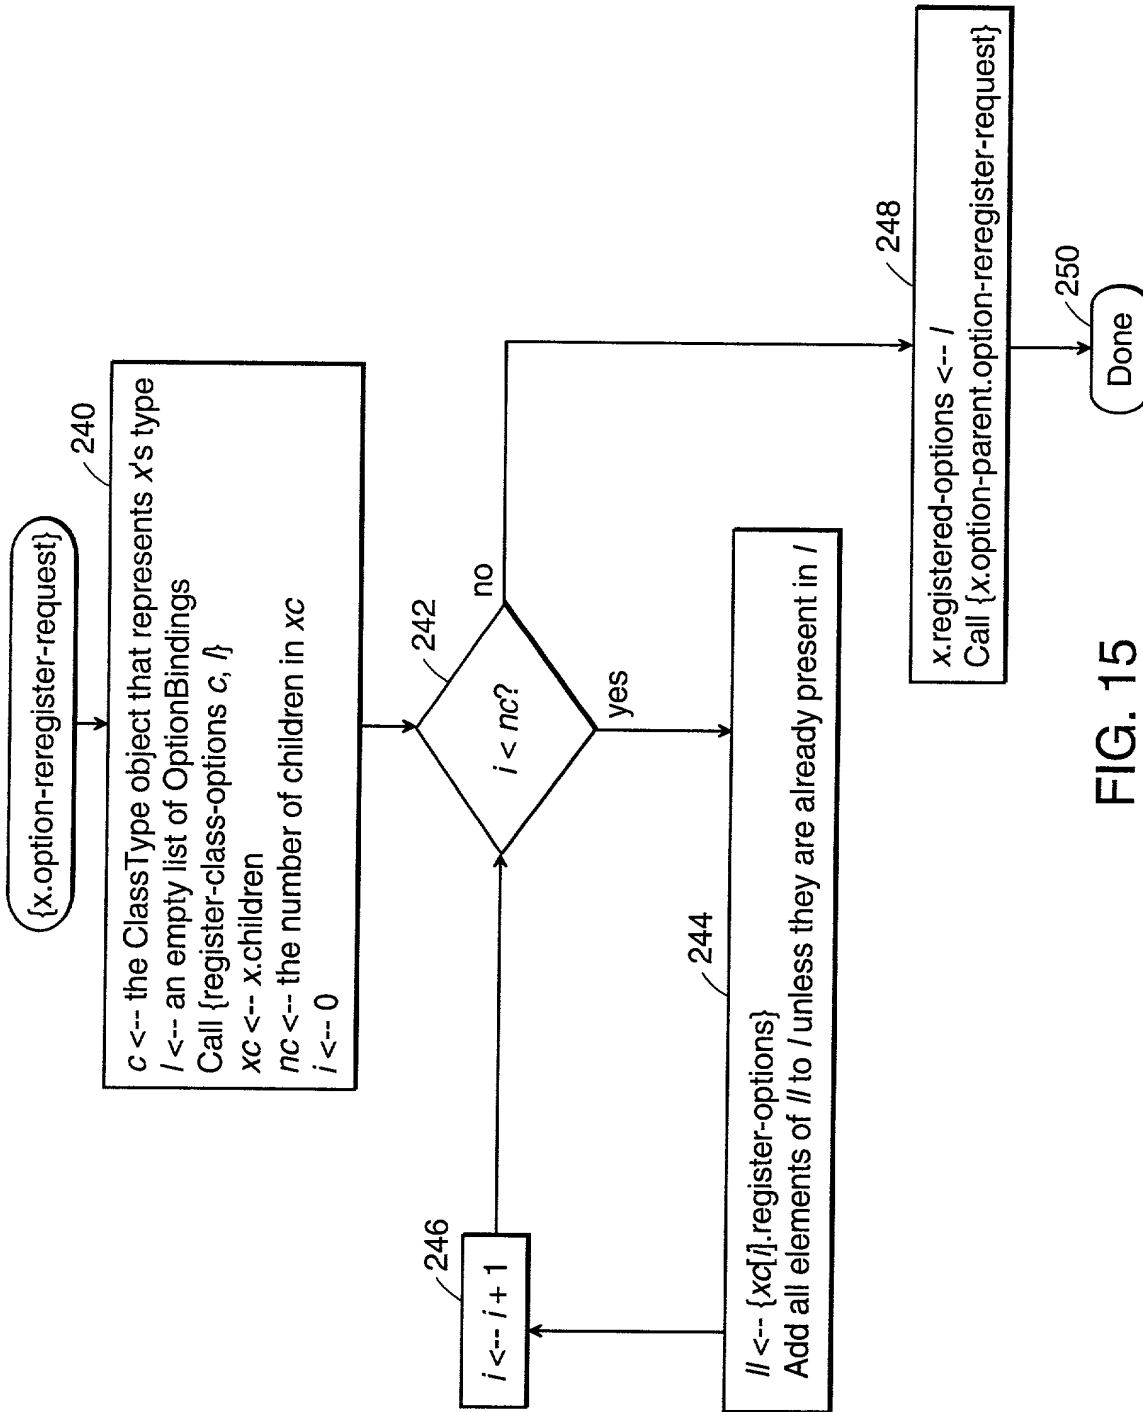 {x.option-reregister-request}
240
c <-- the ClassType object that represents x's type
l <-- an empty list of OptionBindings
Call {register-class-options c, l}
xc <-- x.children
nc <-- the number of children in xc
i <-- 0
242
i < nc?
no
yes
244
ll <-- {xc[i].register-options}
Add all elements of ll to l unless they are already present in l
246
i <-- i + 1
248
x.registered-options <-- l
Call {x.option-parent.option-reregister-request}
250
Done
FIG. 15